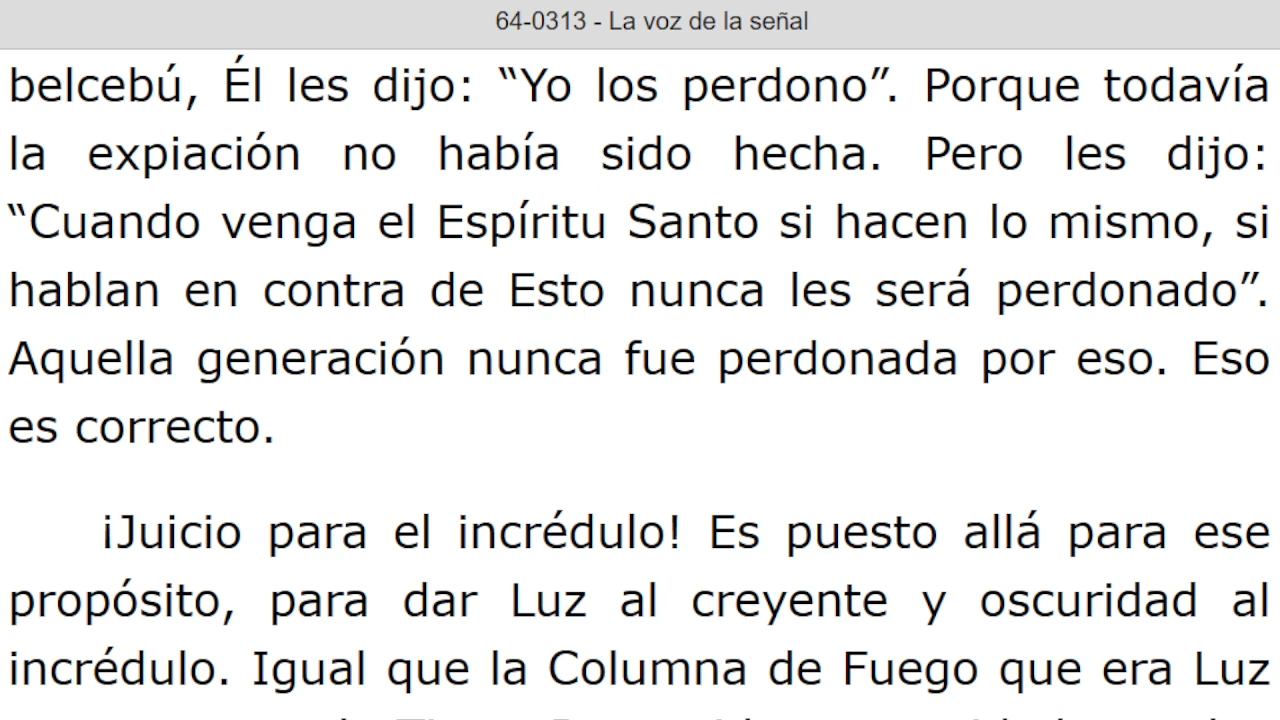 64-0313 - La voz de la señal
belcebú, Él les dijo: “Yo los perdono”. Porque todavía
la expiación no había sido hecha. Pero les dijo:
“Cuando venga el Espíritu Santo si hacen lo mismo, si
hablan en contra de Esto nunca les será perdonado”.
Aquella generación nunca fue perdonada por eso. Eso
es correcto.
¡Juicio para el incrédulo! Es puesto allá para ese
propósito, para dar Luz al creyente y oscuridad al
incrédulo. Igual que la Columna de Fuego que era Luz